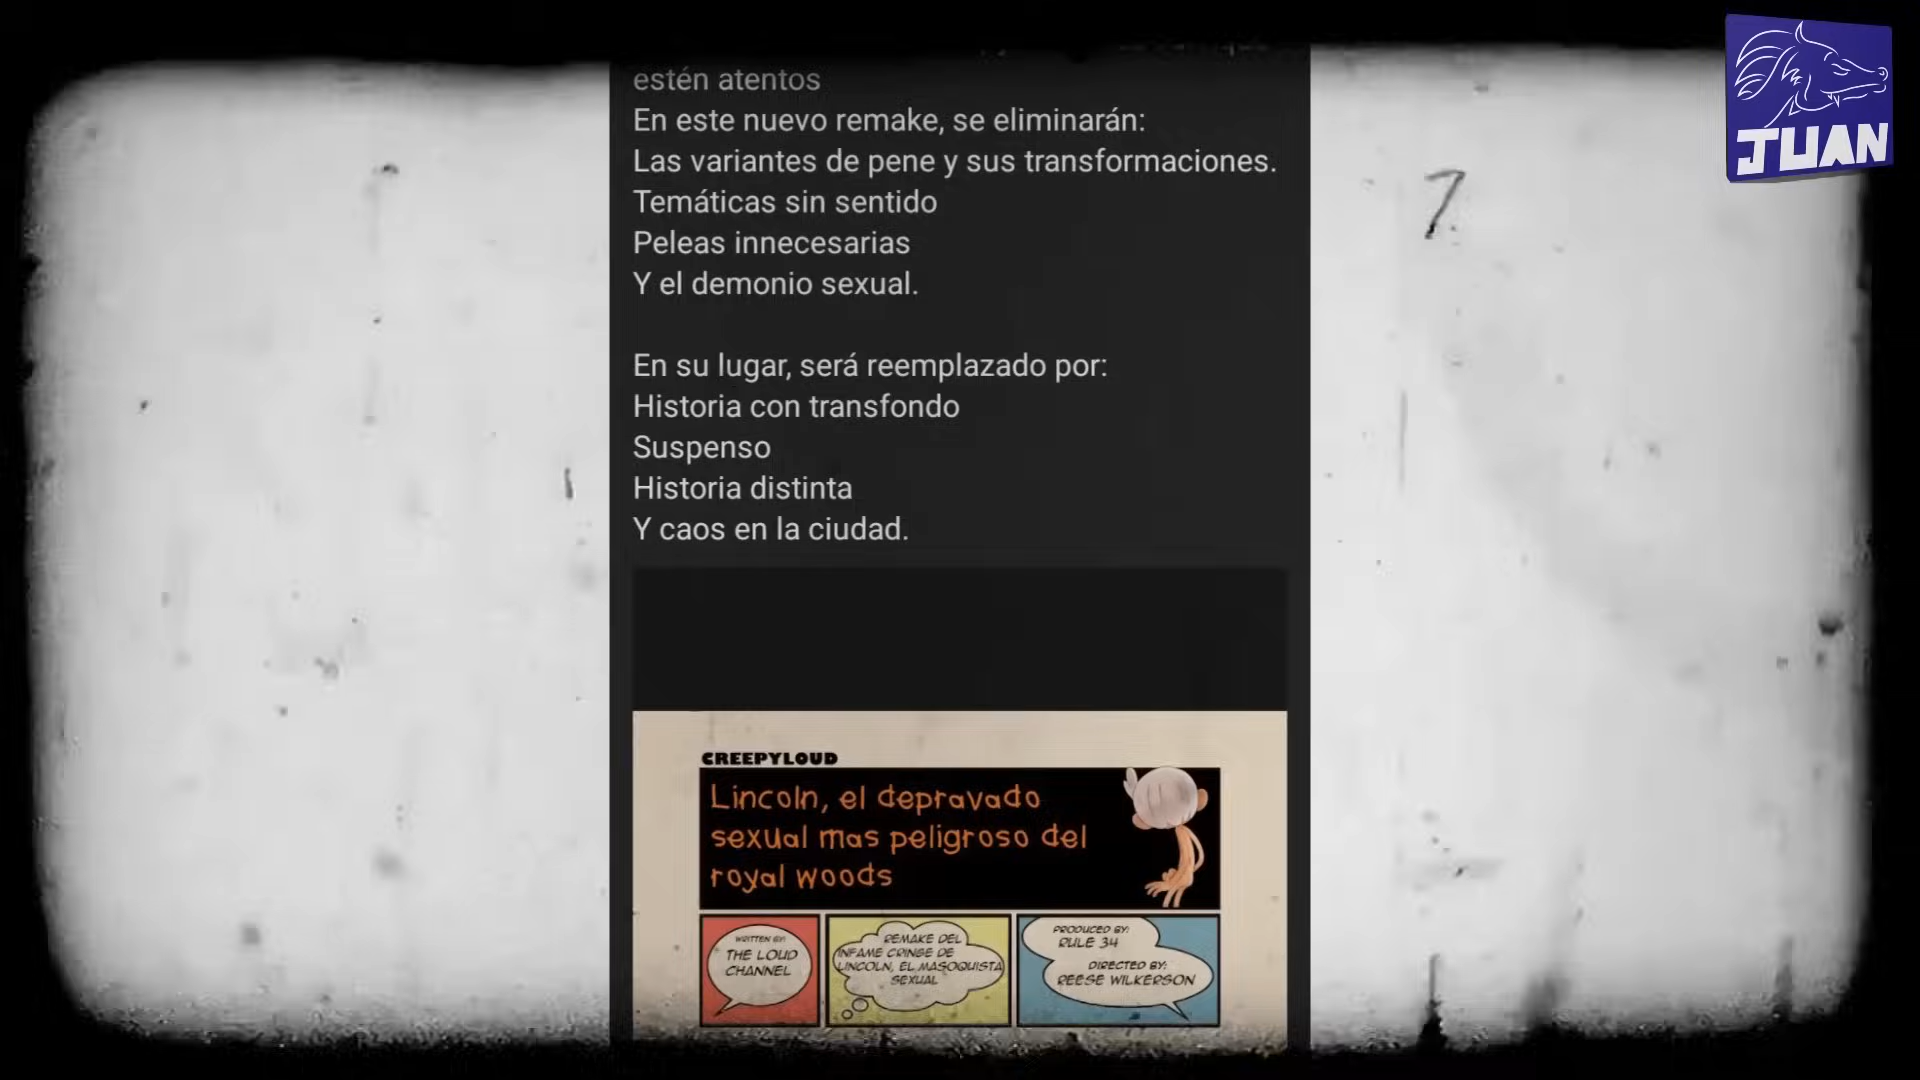 JUAN
estén atentos
En este nuevo remake, se eliminarán:
Las variantes de pene y sus transformaciones.
Temáticas sin sentido
Peleas innecesarias
Y el demonio sexual.
En su lugar, será reemplazado por:
Historia con transfondo
Suspenso
Historia distinta
Y caos en la ciudad.
CREEPYLOUD
Lincoln, el depravado
sexual mas peligroso del
royal woods
WRITTEN BY:
THE LOUD
CHANNEL
REMAKE DEL
INFAME CRINGE DE
LINCOLN, EL MASOQUISTA
SEXUAL
PRODUCED BY:
RULE 34
DIRECTED BY:
REESE WILKERSON